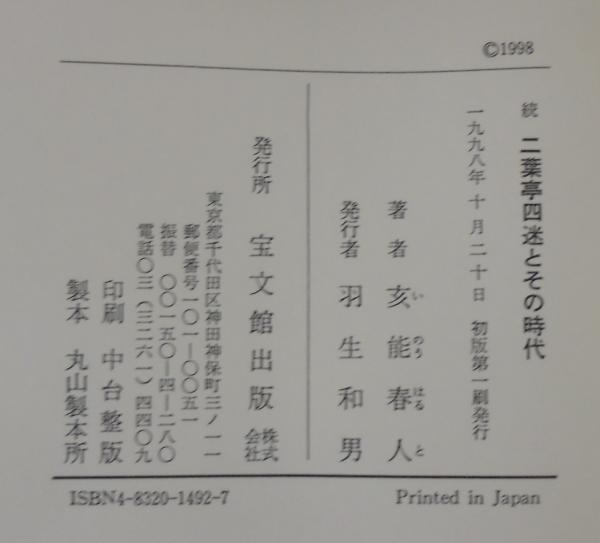 ©1998
続 二葉亭四迷とその時代
一九九八年十月二十日 初版第一刷発行
著者 亥能春人
い のう はる と
発行者 羽生和男
発行所 宝文館出版株式会社
東京都千代田区神田神保町三ノ一一
郵便番号一〇一―〇〇五一
振替 〇〇一五〇―四―二八〇
電話〇三(三二六一)四四〇九
印刷 中台整版
製本 丸山製本所
ISBN4-8320-1492-7
Printed in Japan